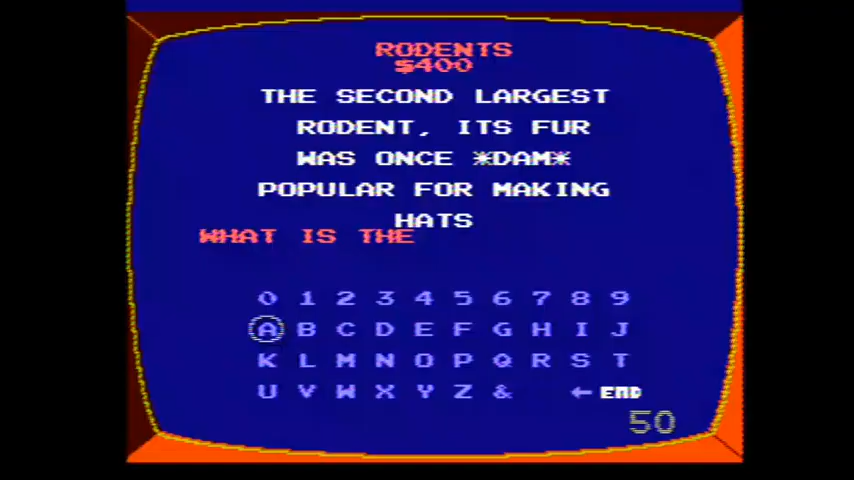 RODENTS
$400
THE SECOND LARGEST
RODENT, ITS FUR
WAS ONCE *DAM*
POPULAR FOR MAKING
HATS
WHAT IS THE
0 1 2 3 4 5 6 7 8 9
A B C D E F G H I J
K L M N O P Q R S T
U V W X Y Z & ← END
50